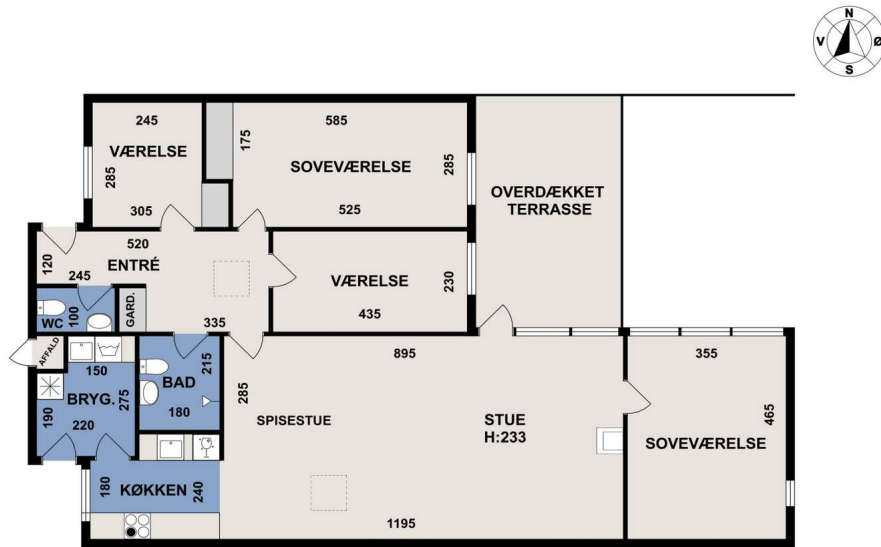 N
V Ø
S
245
VÆRELSE
285
305
175
585
SOVEVÆRELSE
285
525
OVERDÆKKET
TERRASSE
120
520
ENTRÉ
245
VÆRELSE
230
435
WC
100
GARD.
335
AFFALD
150
BRYG.
275
190
220
215
BAD
180
285
895
SPISESTUE
STUE
H:233
355
465
SOVEVÆRELSE
180
KØKKEN
240
1195